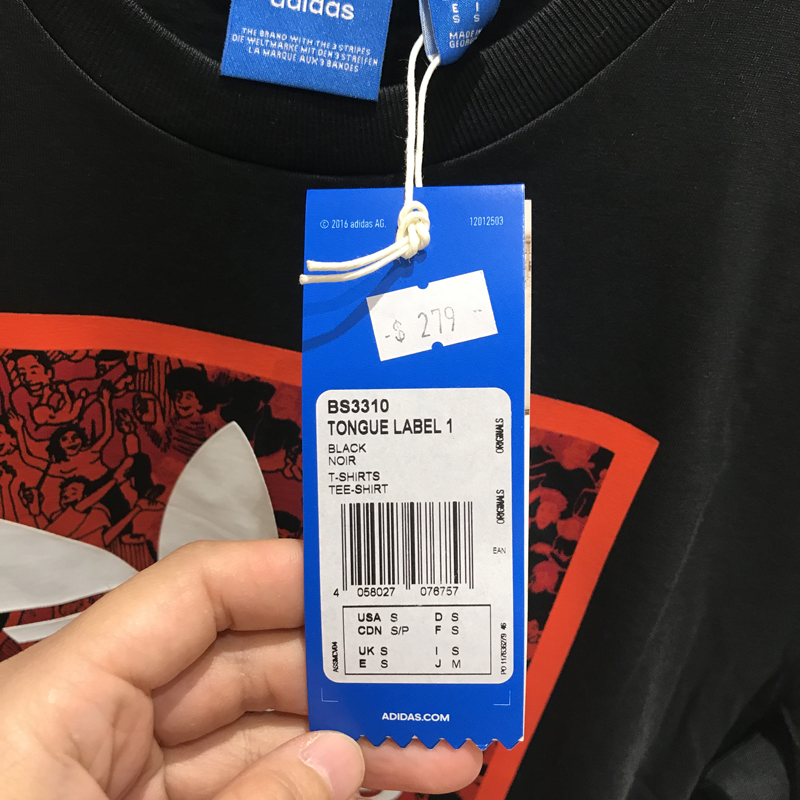 adidas
THE BRAND WITH THE 3 STRIPES
DIE WELTMARKE MIT DEN 3 STREIFEN
LA MARQUE AUX 3 BANDES
E I
S S
MADE IN
© 2016 adidas AG.
12012503
-$ 279 --
BS3310
TONGUE LABEL 1
BLACK
NOIR
T-SHIRTS
TEE-SHIRT
ORIGINALS
ORIGINALS
EAN
4 058027 076757
USA S D S
CDN S/P F S
UK S I S
E S J M
ADIDAS.COM